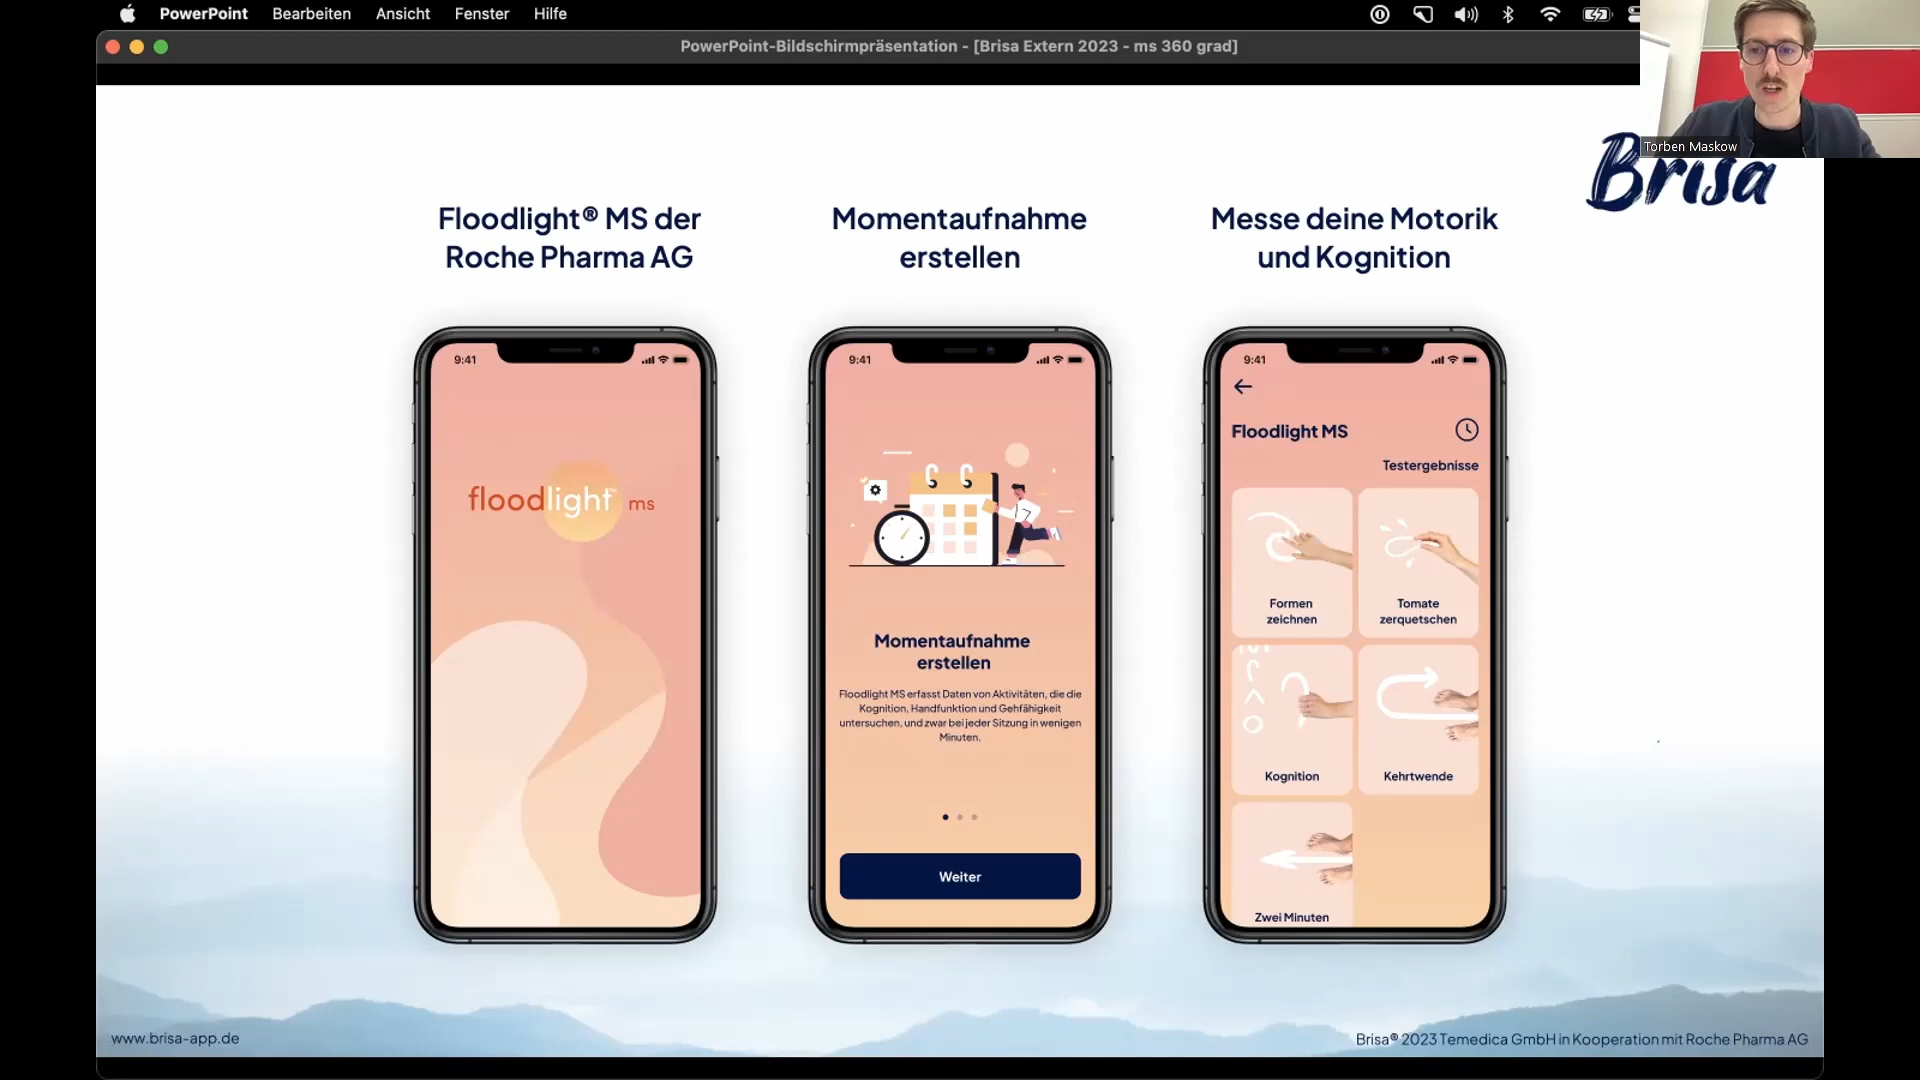 PowerPoint Bearbeiten Ansicht Fenster Hilfe
PowerPoint-Bildschirmpräsentation - [Brisa Extern 2023 - ms 360 grad]
Torben Maskow
Brisa
Floodlight® MS der
Roche Pharma AG
Momentaufnahme
erstellen
Messe deine Motorik
und Kognition
9:41
floodlight™ ms
9:41
Momentaufnahme
erstellen
Floodlight MS erfasst Daten von Aktivitäten, die die
Kognition, Handfunktion und Gehfähigkeit
untersuchen, und zwar bei jeder Sitzung in wenigen
Minuten.
Weiter
9:41
Floodlight MS
Testergebnisse
Formen
zeichnen
Tomate
zerquetschen
Kognition
Kehrtwende
Zwei Minuten
www.brisa-app.de
Brisa® 2023 Temedica GmbH in Kooperation mit Roche Pharma AG